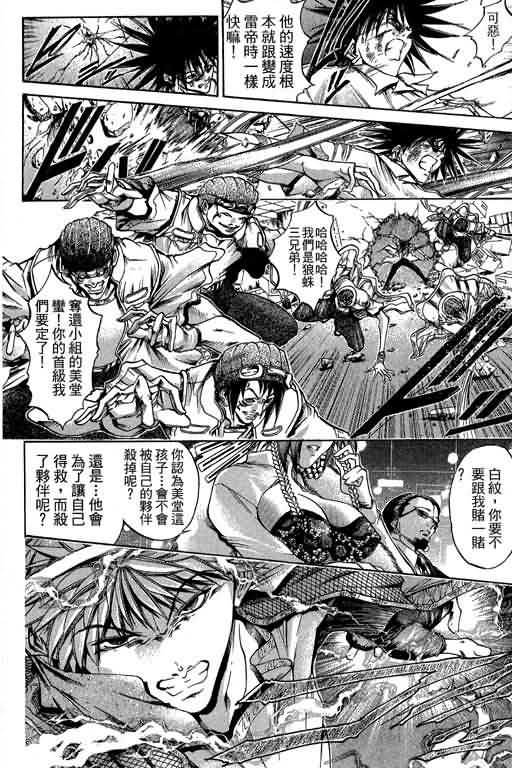 可惡！
他的速度根
本就跟變成
雷帝時一樣
快嘛！
哈哈哈哈
我們是狼蛛
三兄弟！
奪還小組的美堂
蠻！你的首級我
們要定了！
白紋，你要不
要跟我賭一賭
？
你認為美堂這
孩子…會不會
被自己的夥伴
殺掉呢？
還是…他會
為了讓自己
得救，而殺
了夥伴呢？